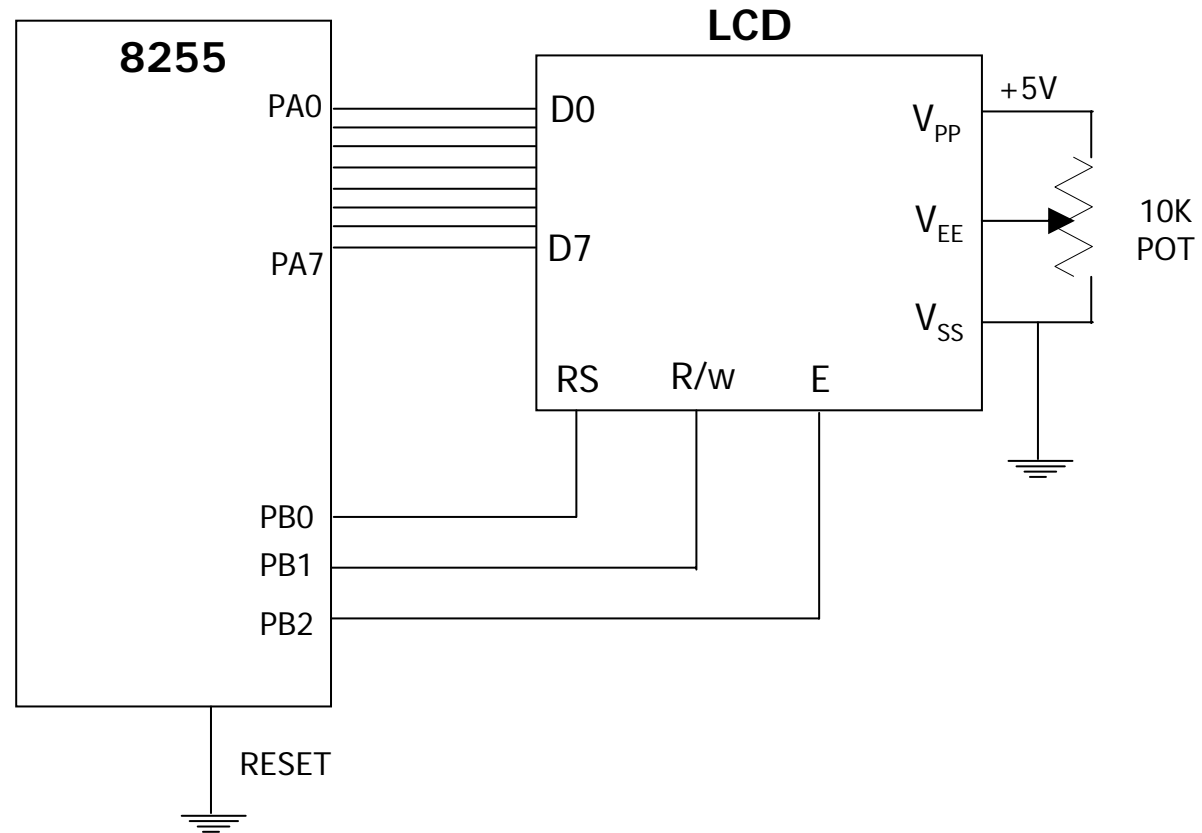 LCD
8255
PA0
D0
+5V
VPP
10K
POT
VEE
D7
PA7
VSS
RS
R/w
E
PB0
PB1
PB2
RESET